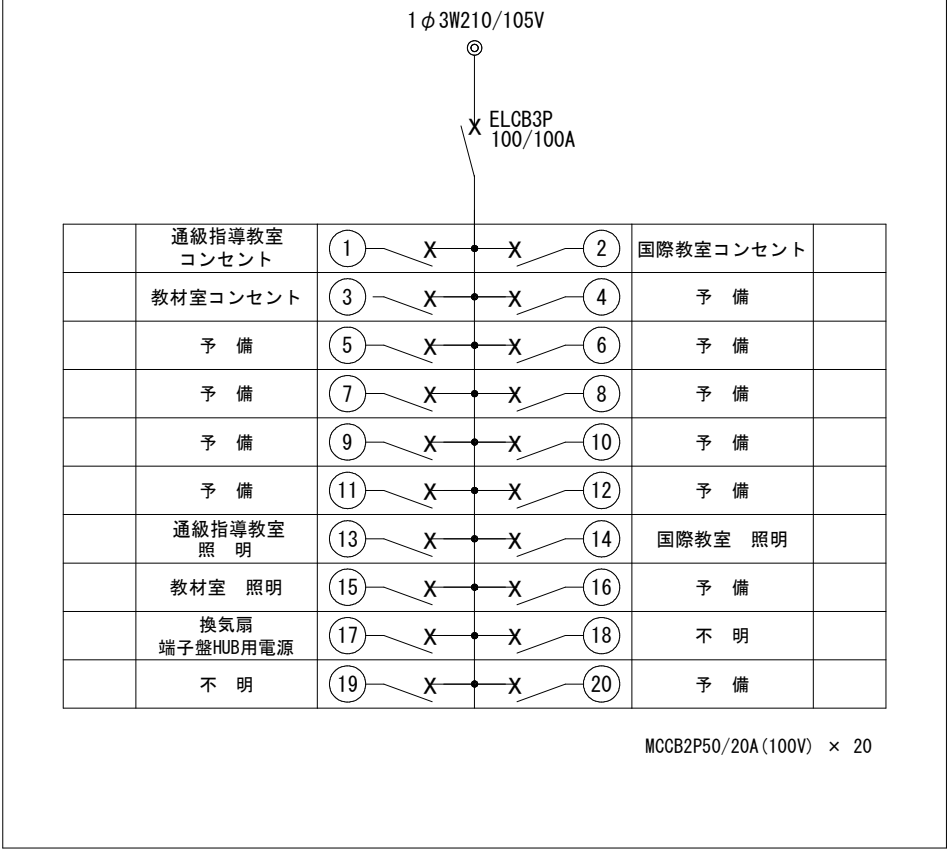 1φ3W210/105V
ELCB3P
100/100A
通級指導教室
コンセント
1
2
国際教室コンセント
教材室コンセント
3
4
予 備
予 備
5
6
予 備
予 備
7
8
予 備
予 備
9
10
予 備
予 備
11
12
予 備
通級指導教室
照 明
13
14
国際教室 照明
教材室 照明
15
16
予 備
換気扇
端子盤HUB用電源
17
18
不 明
不 明
19
20
予 備
MCCB2P50/20A(100V) × 20